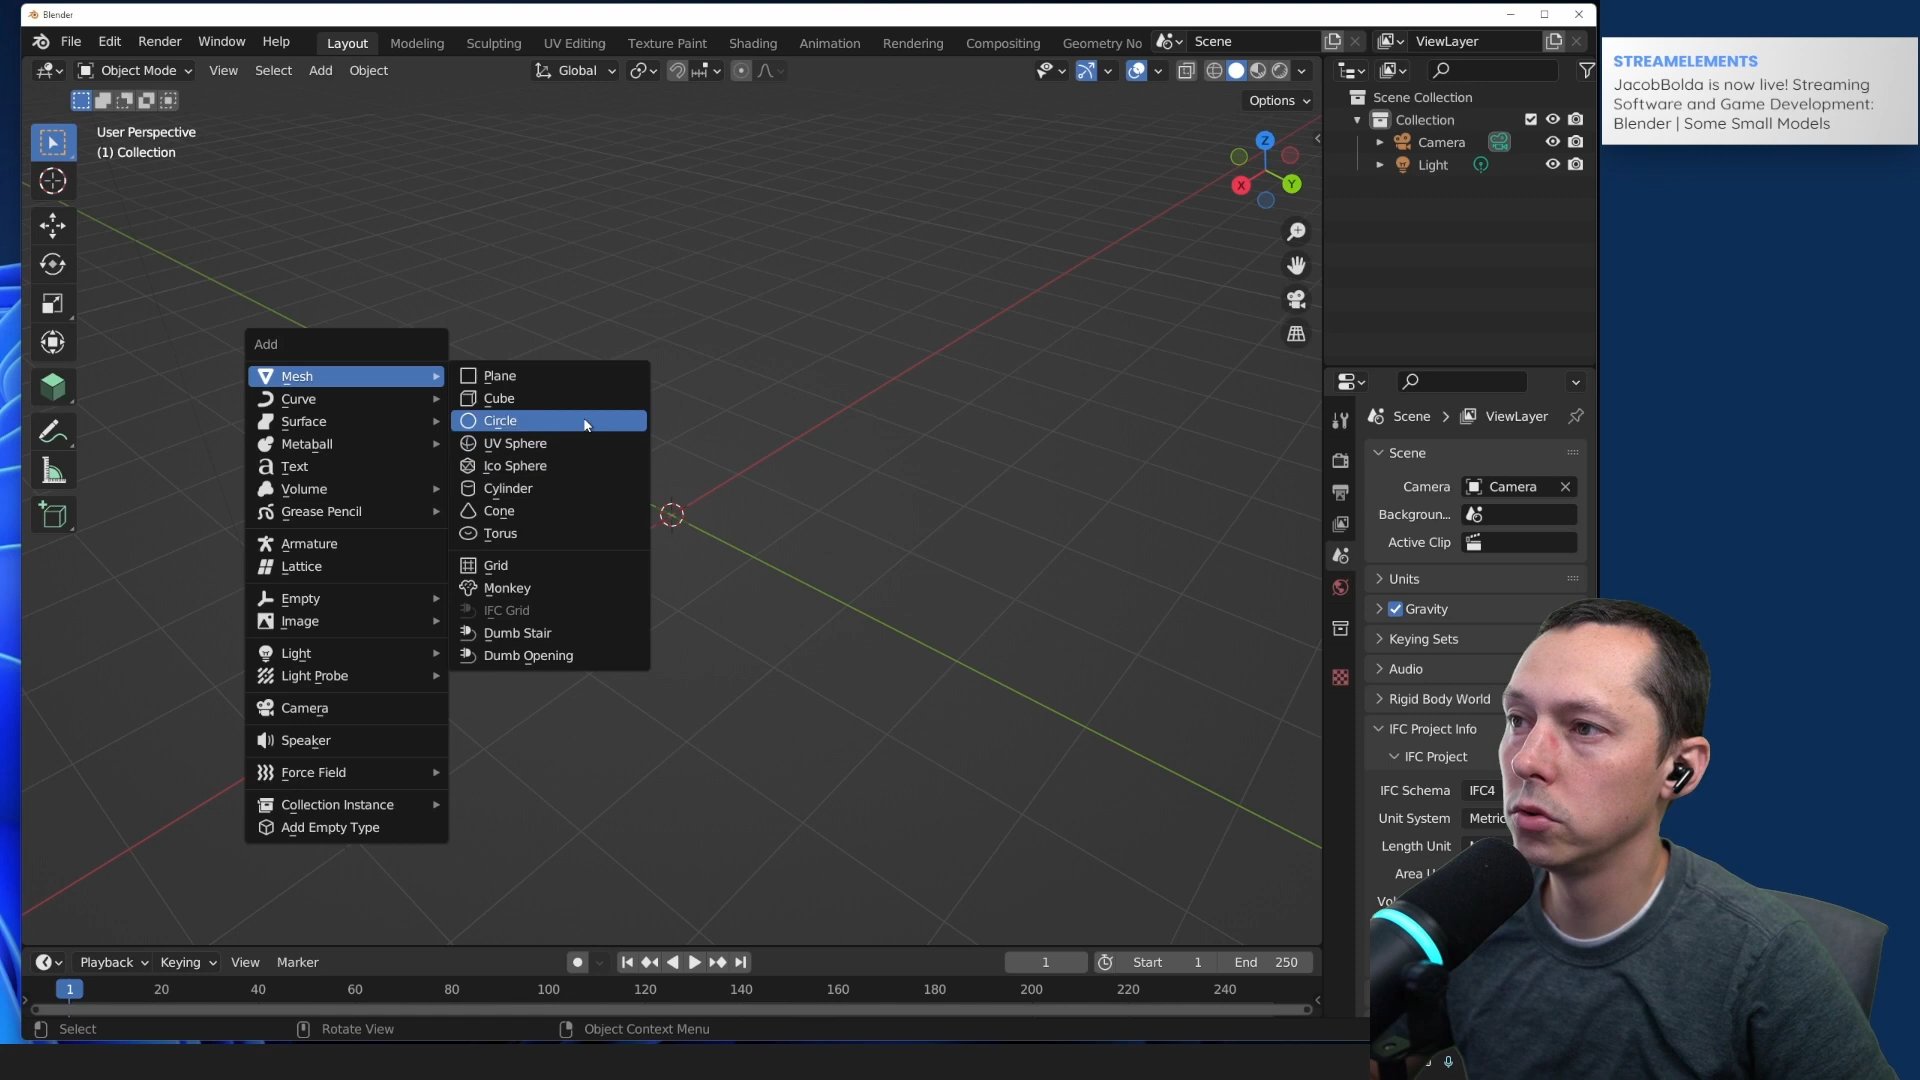 Blender
File Edit Render Window Help
Layout Modeling Sculpting UV Editing Texture Paint Shading Animation Rendering Compositing Geometry No
Scene
ViewLayer
Object Mode View Select Add Object
Global
Options
User Perspective
(1) Collection
Z
X
Y
Scene Collection
Collection
Camera
Light
STREAMELEMENTS
JacobBolda is now live! Streaming
Software and Game Development:
Blender | Some Small Models
Add
Mesh
Curve
Surface
Metaball
Text
Volume
Grease Pencil
Armature
Lattice
Empty
Image
Light
Light Probe
Camera
Speaker
Force Field
Collection Instance
Add Empty Type
Plane
Cube
Circle
UV Sphere
Ico Sphere
Cylinder
Cone
Torus
Grid
Monkey
IFC Grid
Dumb Stair
Dumb Opening
Scene > ViewLayer
Scene
Camera Camera
Backgroun...
Active Clip
Units
Gravity
Keying Sets
Audio
Rigid Body World
IFC Project Info
IFC Project
IFC Schema IFC4
Unit System Metric
Length Unit
Area
Playback Keying View Marker
1 Start 1 End 250
1 20 40 60 80 100 120 140 160 180 200 220 240
Select Rotate View Object Context Menu